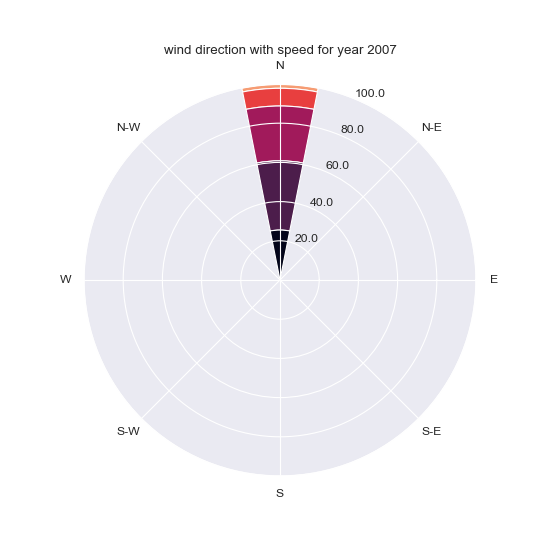 wind direction with speed for year 2007
N
100.0
N-W
80.0
N-E
60.0
40.0
20.0
W
E
S-W
S-E
S